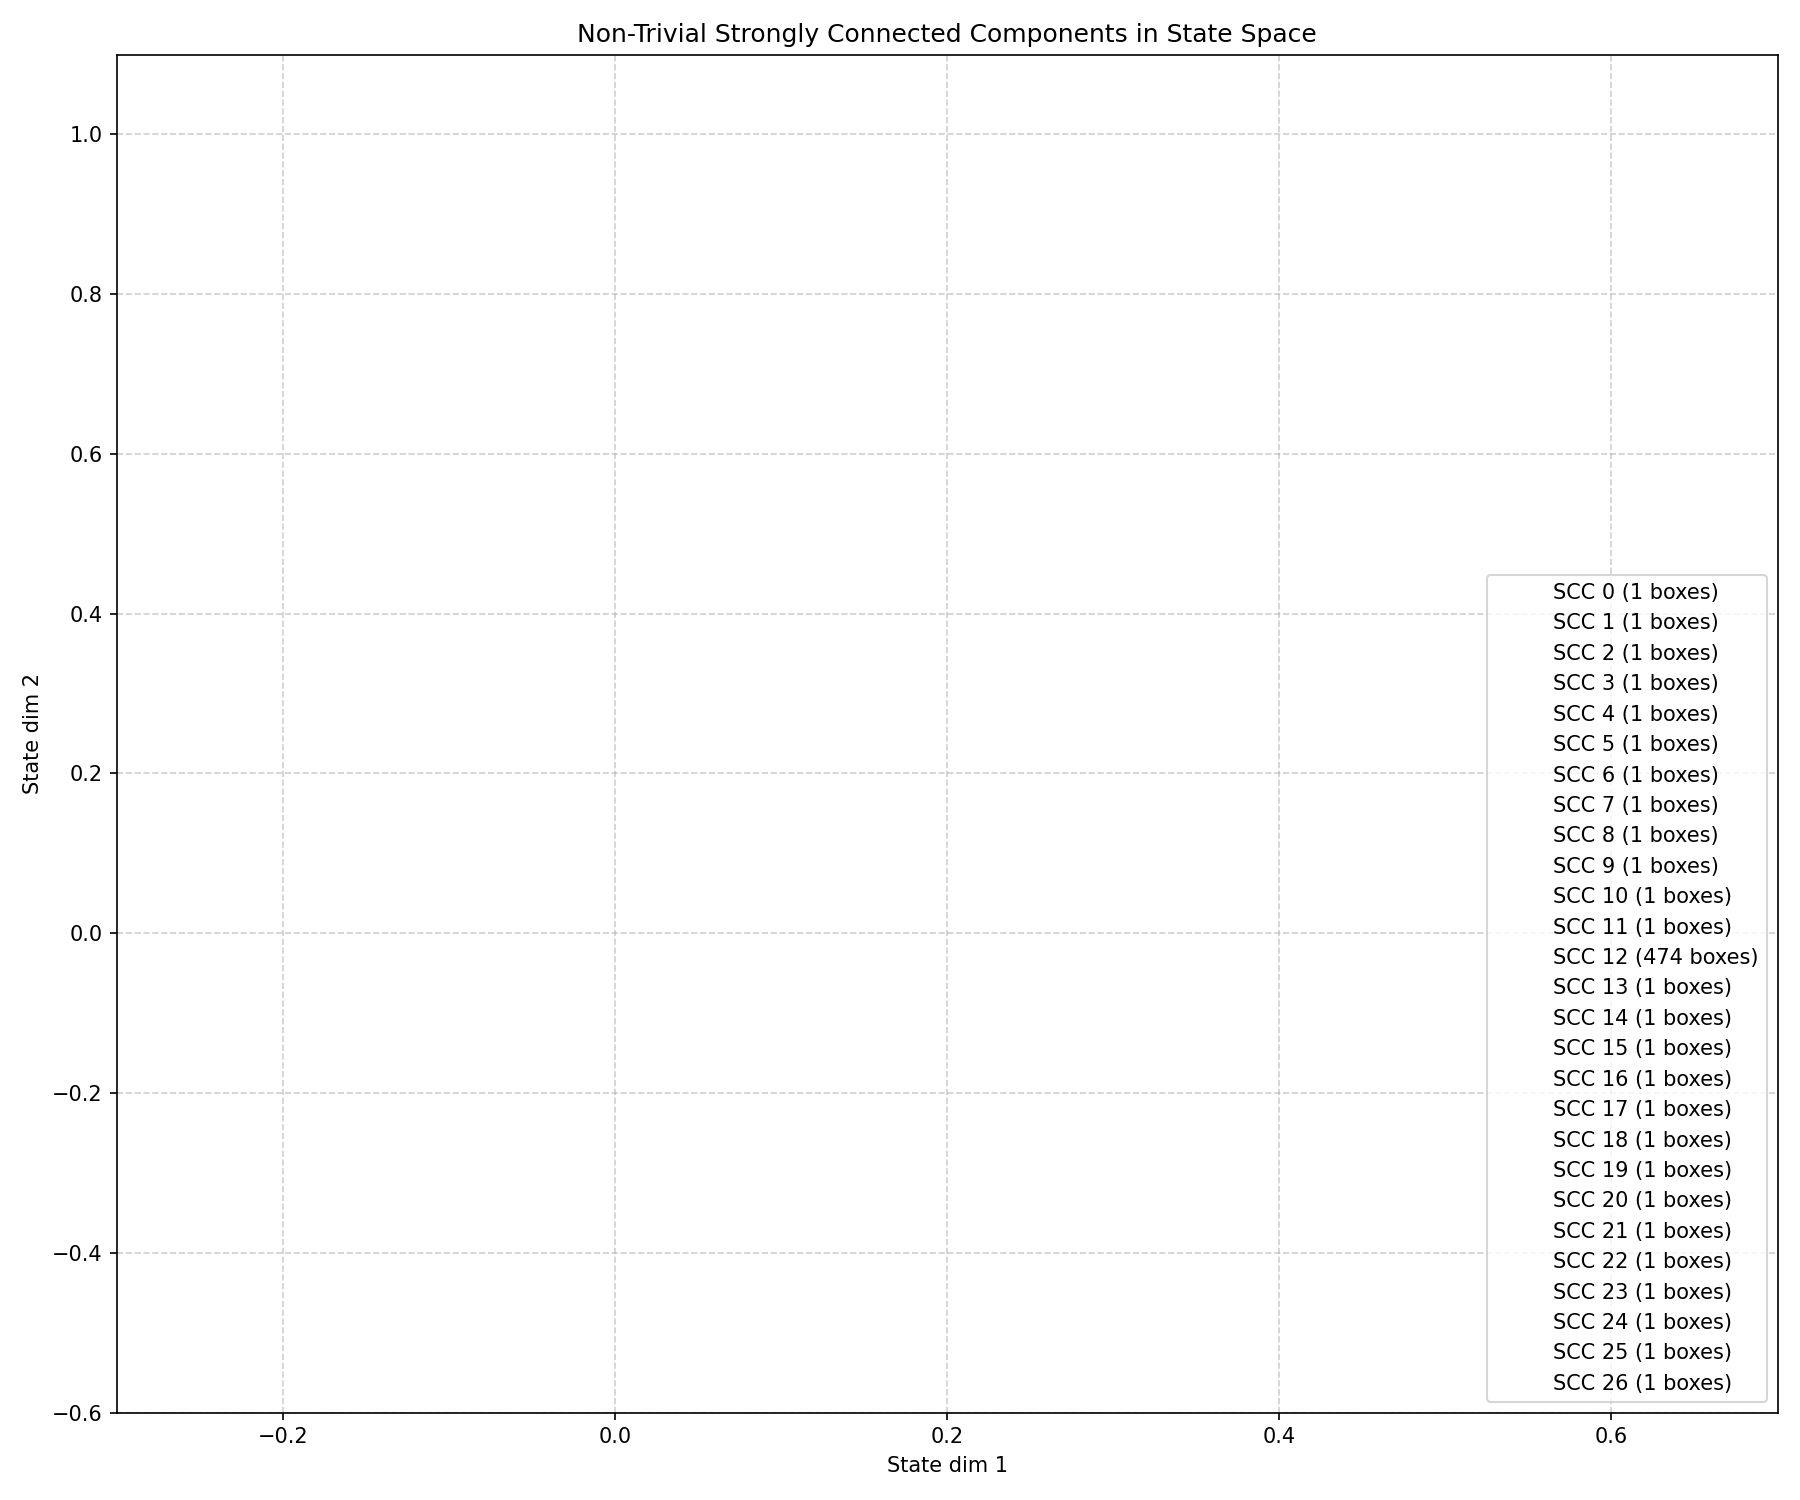 Non-Trivial Strongly Connected Components in State Space
1.0
0.8
0.6
0.4
0.2
0.0
−0.2
−0.4
−0.6
State dim 2
SCC 0 (1 boxes)
SCC 1 (1 boxes)
SCC 2 (1 boxes)
SCC 3 (1 boxes)
SCC 4 (1 boxes)
SCC 5 (1 boxes)
SCC 6 (1 boxes)
SCC 7 (1 boxes)
SCC 8 (1 boxes)
SCC 9 (1 boxes)
SCC 10 (1 boxes)
SCC 11 (1 boxes)
SCC 12 (474 boxes)
SCC 13 (1 boxes)
SCC 14 (1 boxes)
SCC 15 (1 boxes)
SCC 16 (1 boxes)
SCC 17 (1 boxes)
SCC 18 (1 boxes)
SCC 19 (1 boxes)
SCC 20 (1 boxes)
SCC 21 (1 boxes)
SCC 22 (1 boxes)
SCC 23 (1 boxes)
SCC 24 (1 boxes)
SCC 25 (1 boxes)
SCC 26 (1 boxes)
−0.2 0.0 0.2 0.4 0.6
State dim 1